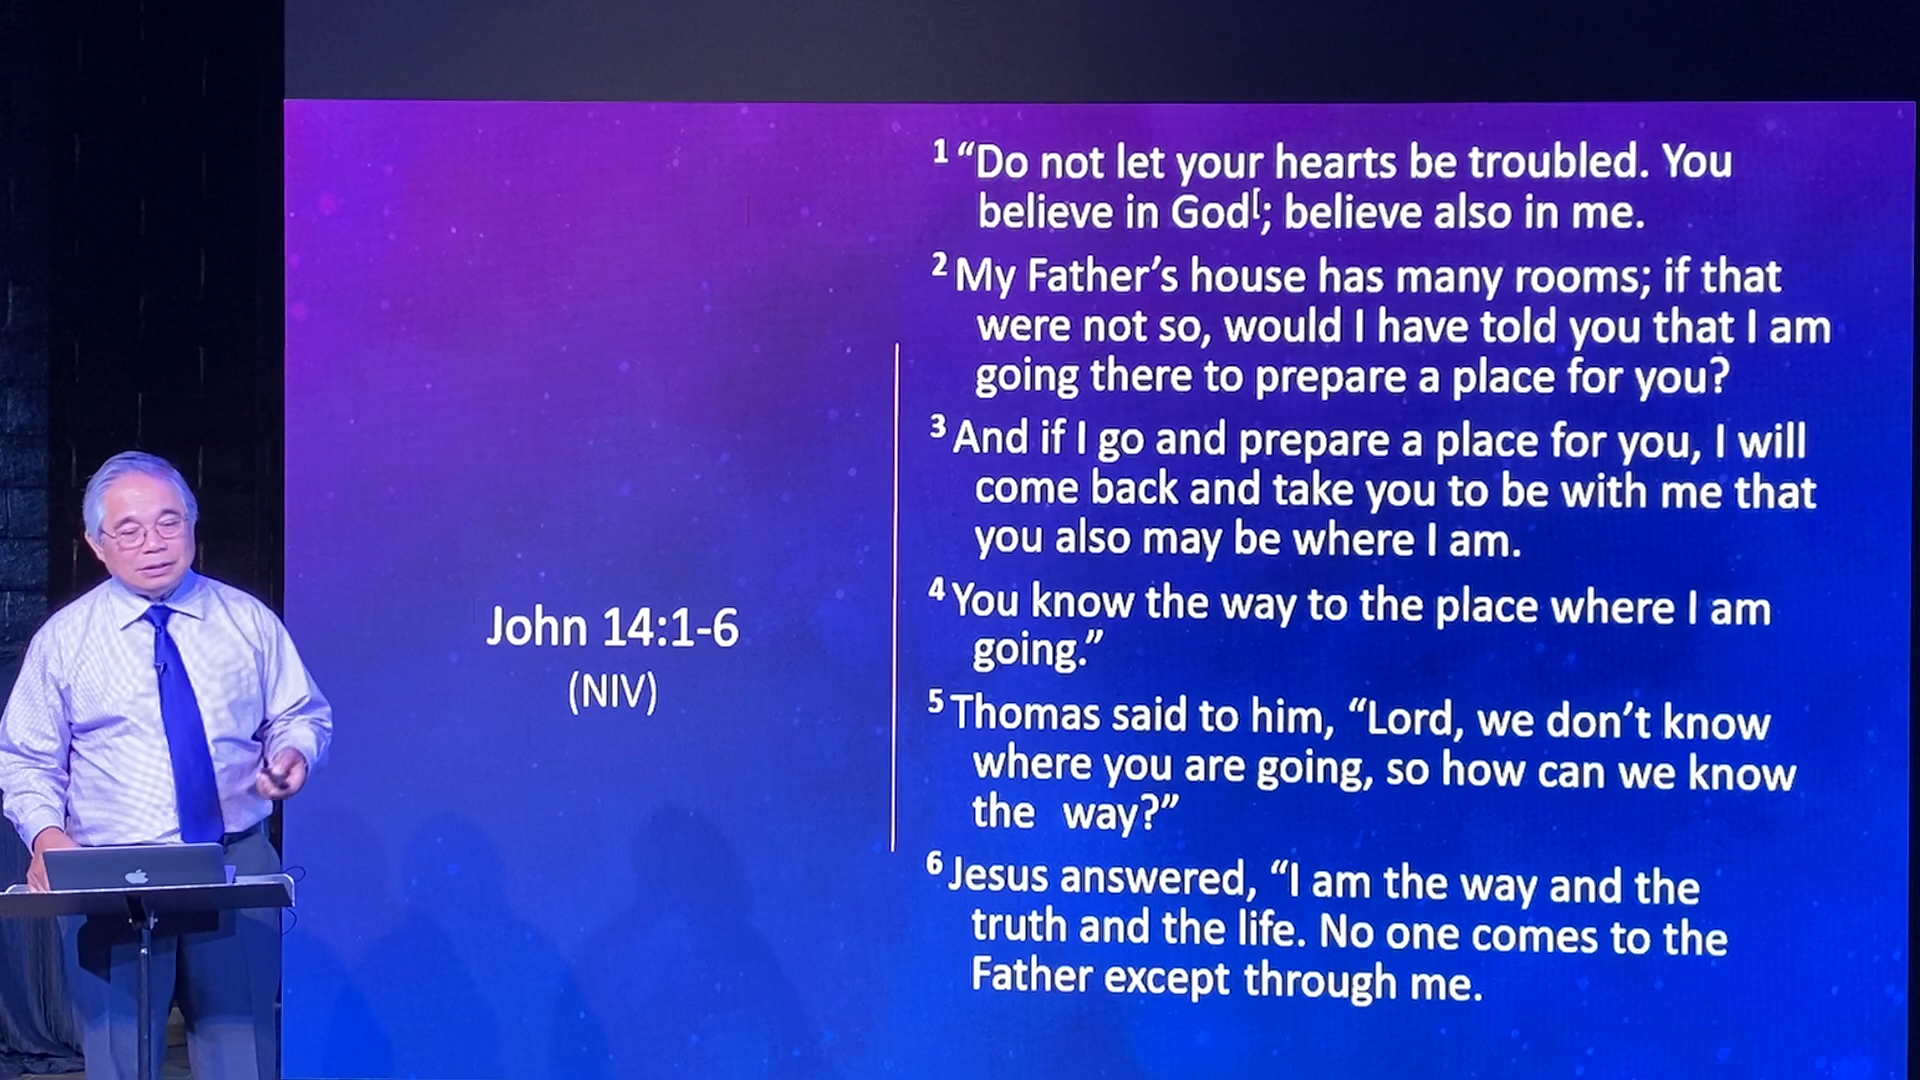 John 14:1-6
(NIV)
1 “Do not let your hearts be troubled. You
believe in God[; believe also in me.
2 My Father’s house has many rooms; if that
were not so, would I have told you that I am
going there to prepare a place for you?
3 And if I go and prepare a place for you, I will
come back and take you to be with me that
you also may be where I am.
4 You know the way to the place where I am
going.”
5 Thomas said to him, “Lord, we don’t know
where you are going, so how can we know
the way?”
6 Jesus answered, “I am the way and the
truth and the life. No one comes to the
Father except through me.